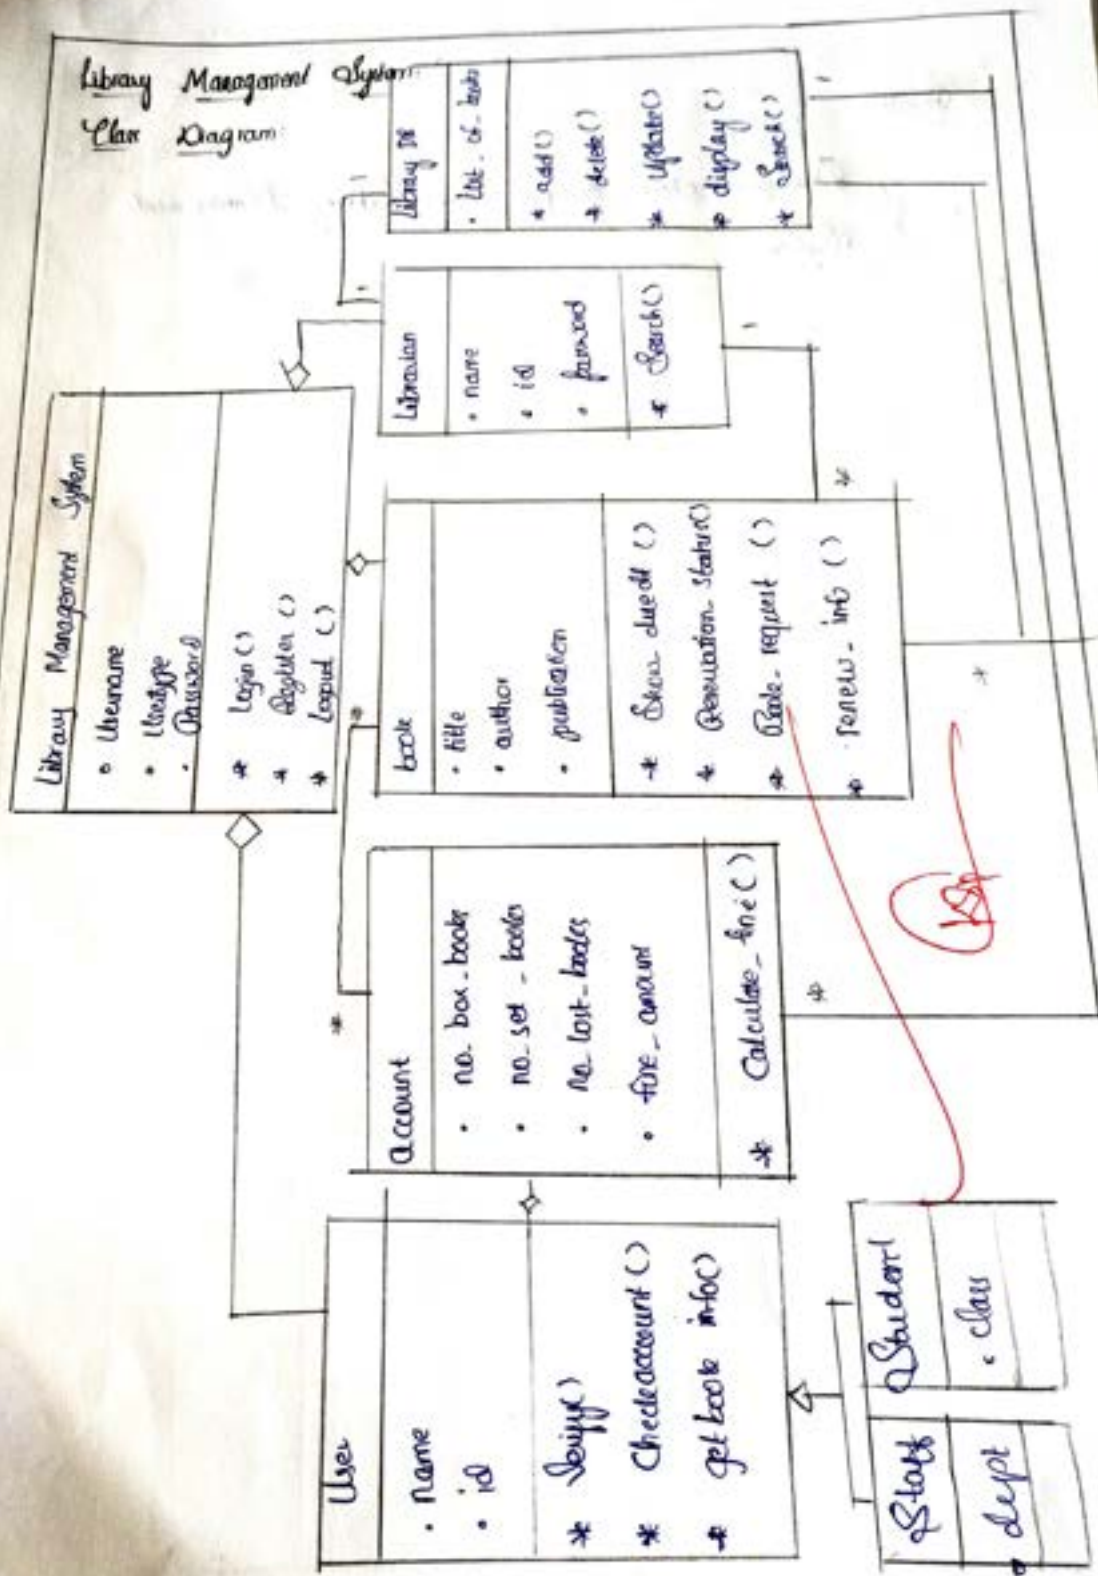 Library Management System:
Class Diagram:
Library Management System
• Username
• Usertype
• Password
* Login ()
* Register ()
* Logout ()
User
• name
• id
* Verify()
* Checkaccount ()
* get book info()
account
• no_bor_books
• no_ret_books
• no_lost_books
• fine_amount
* Calculate_fine ()
book
• title
• author
• publication
* Show_duedt ()
* Reservation_status()
* Book_request ()
* renew_info ()
Librarian
• name
• id
• password
* Search()
Library DB
• List_of_books
* add()
* delete()
* Update()
* display()
* Search()
Staff
• dept
Student
• class